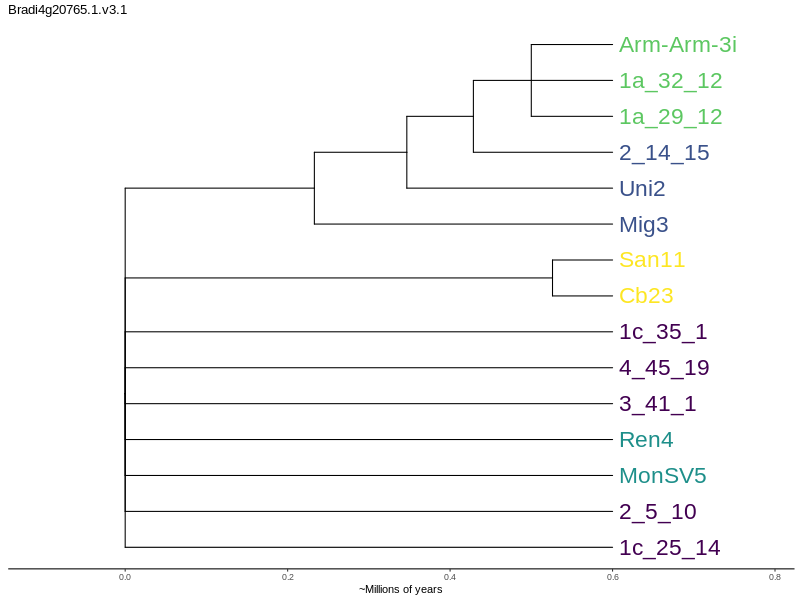 Bradi4g20765.1.v3.1
Arm-Arm-3i
1a_32_12
1a_29_12
2_14_15
Uni2
Mig3
San11
Cb23
1c_35_1
4_45_19
3_41_1
Ren4
MonSV5
2_5_10
1c_25_14
0.0 0.2 0.4 0.6 0.8
~Millions of years